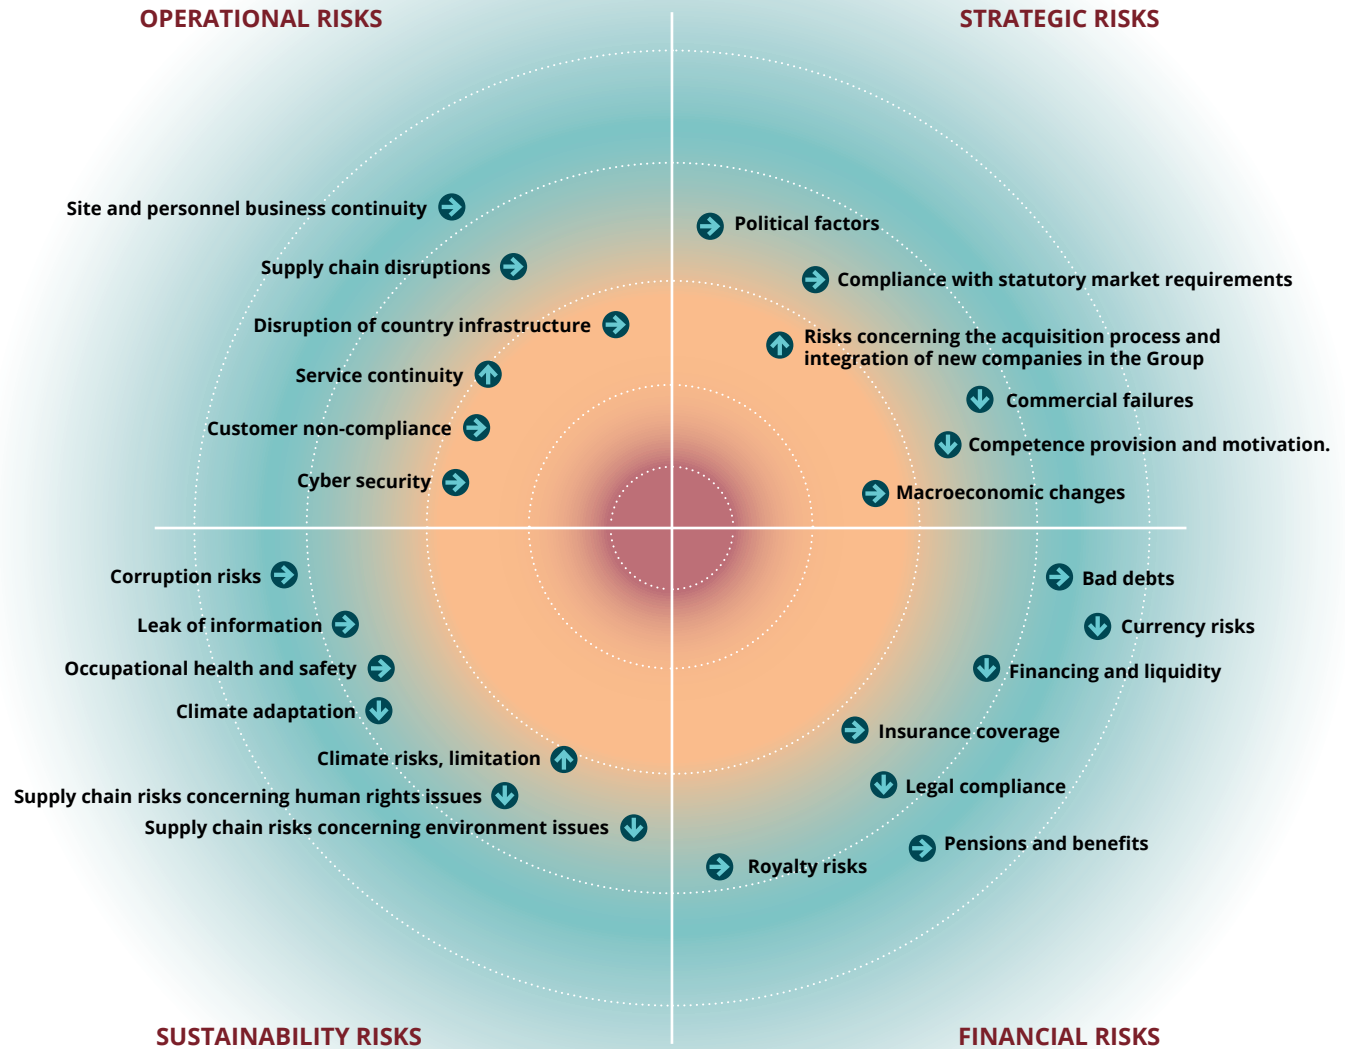 OPERATIONAL RISKS
STRATEGIC RISKS
Site and personnel business continuity
Supply chain disruptions
Disruption of country infrastructure
Service continuity
Customer non-compliance
Cyber security
Political factors
Compliance with statutory market requirements
Risks concerning the acquisition process and
integration of new companies in the Group
Commercial failures
Competence provision and motivation.
Macroeconomic changes
Corruption risks
Leak of information
Occupational health and safety
Climate adaptation
Climate risks, limitation
Supply chain risks concerning human rights issues
Supply chain risks concerning environment issues
Bad debts
Currency risks
Financing and liquidity
Insurance coverage
Legal compliance
Pensions and benefits
Royalty risks
SUSTAINABILITY RISKS
FINANCIAL RISKS